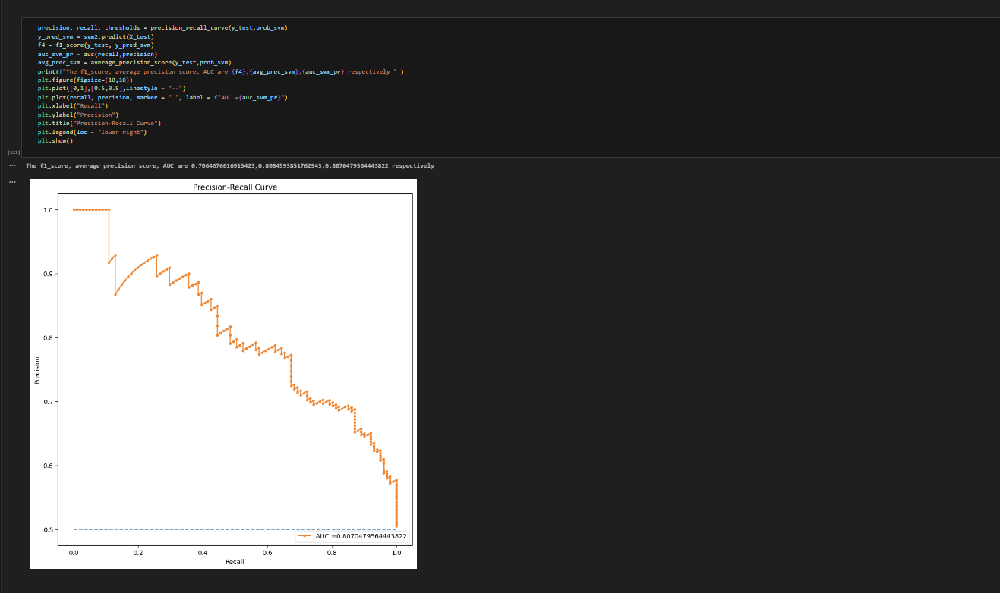 precision, recall, thresholds = precision_recall_curve(y_test,prob_svm)
y_pred_svm = svm2.predict(X_test)
f4 = f1_score(y_test, y_pred_svm)
auc_svm_pr = auc(recall,precision)
avg_prec_svm = average_precision_score(y_test,prob_svm)
print(f"The f1_score, average precision score, AUC are {f4},{avg_prec_svm},{auc_svm_pr} respectively " )
plt.figure(figsize=(10,10))
plt.plot([0,1],[0.5,0.5],linestyle = "--")
plt.plot(recall, precision, marker = ".", label = f"AUC ={auc_svm_pr}")
plt.xlabel("Recall")
plt.ylabel("Precision")
plt.title("Precision-Recall Curve")
plt.legend(loc = "lower right")
plt.show()
[111]
... The f1_score, average precision score, AUC are 0.7064676616915423,0.8084593851762943,0.8070479564443822 respectively
...
Precision-Recall Curve
1.0
0.9
0.8
Precision
0.7
0.6
0.5
AUC =0.8070479564443822
0.0 0.2 0.4 0.6 0.8 1.0
Recall